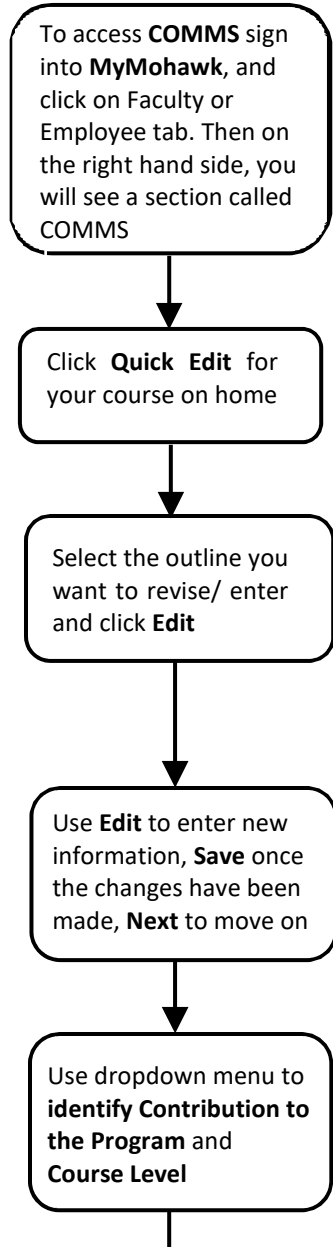 To access COMMS sign
into MyMohawk, and
click on Faculty or
Employee tab. Then on
the right hand side, you
will see a section called
COMMS
Click Quick Edit for
your course on home
Select the outline you
want to revise/ enter
and click Edit
Use Edit to enter new
information, Save once
the changes have been
made, Next to move on
Use dropdown menu to
identify Contribution to
the Program and
Course Level